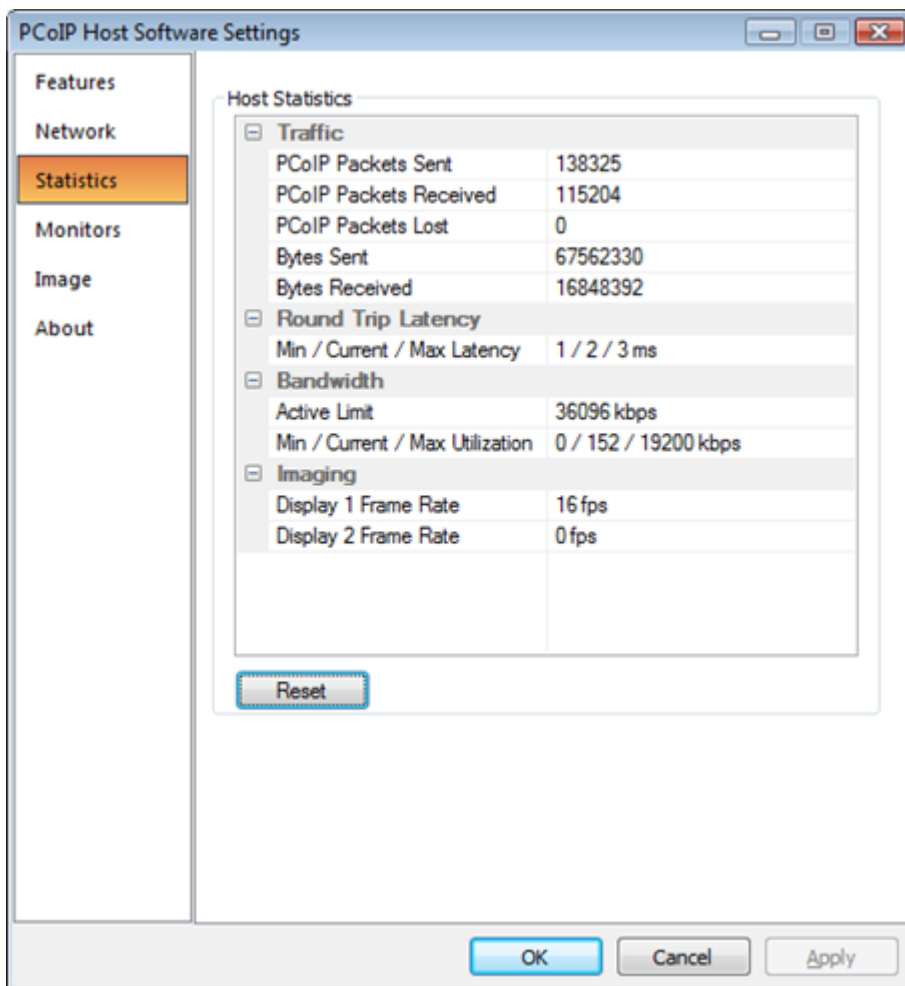 PCoIP Host Software Settings
Features
Network
Statistics
Monitors
Image
About
Host Statistics
Traffic
PCoIP Packets Sent 138325
PCoIP Packets Received 115204
PCoIP Packets Lost 0
Bytes Sent 67562330
Bytes Received 16848392
Round Trip Latency
Min / Current / Max Latency 1 / 2 / 3 ms
Bandwidth
Active Limit 36096 kbps
Min / Current / Max Utilization 0 / 152 / 19200 kbps
Imaging
Display 1 Frame Rate 16 fps
Display 2 Frame Rate 0 fps
Reset
OK Cancel Apply